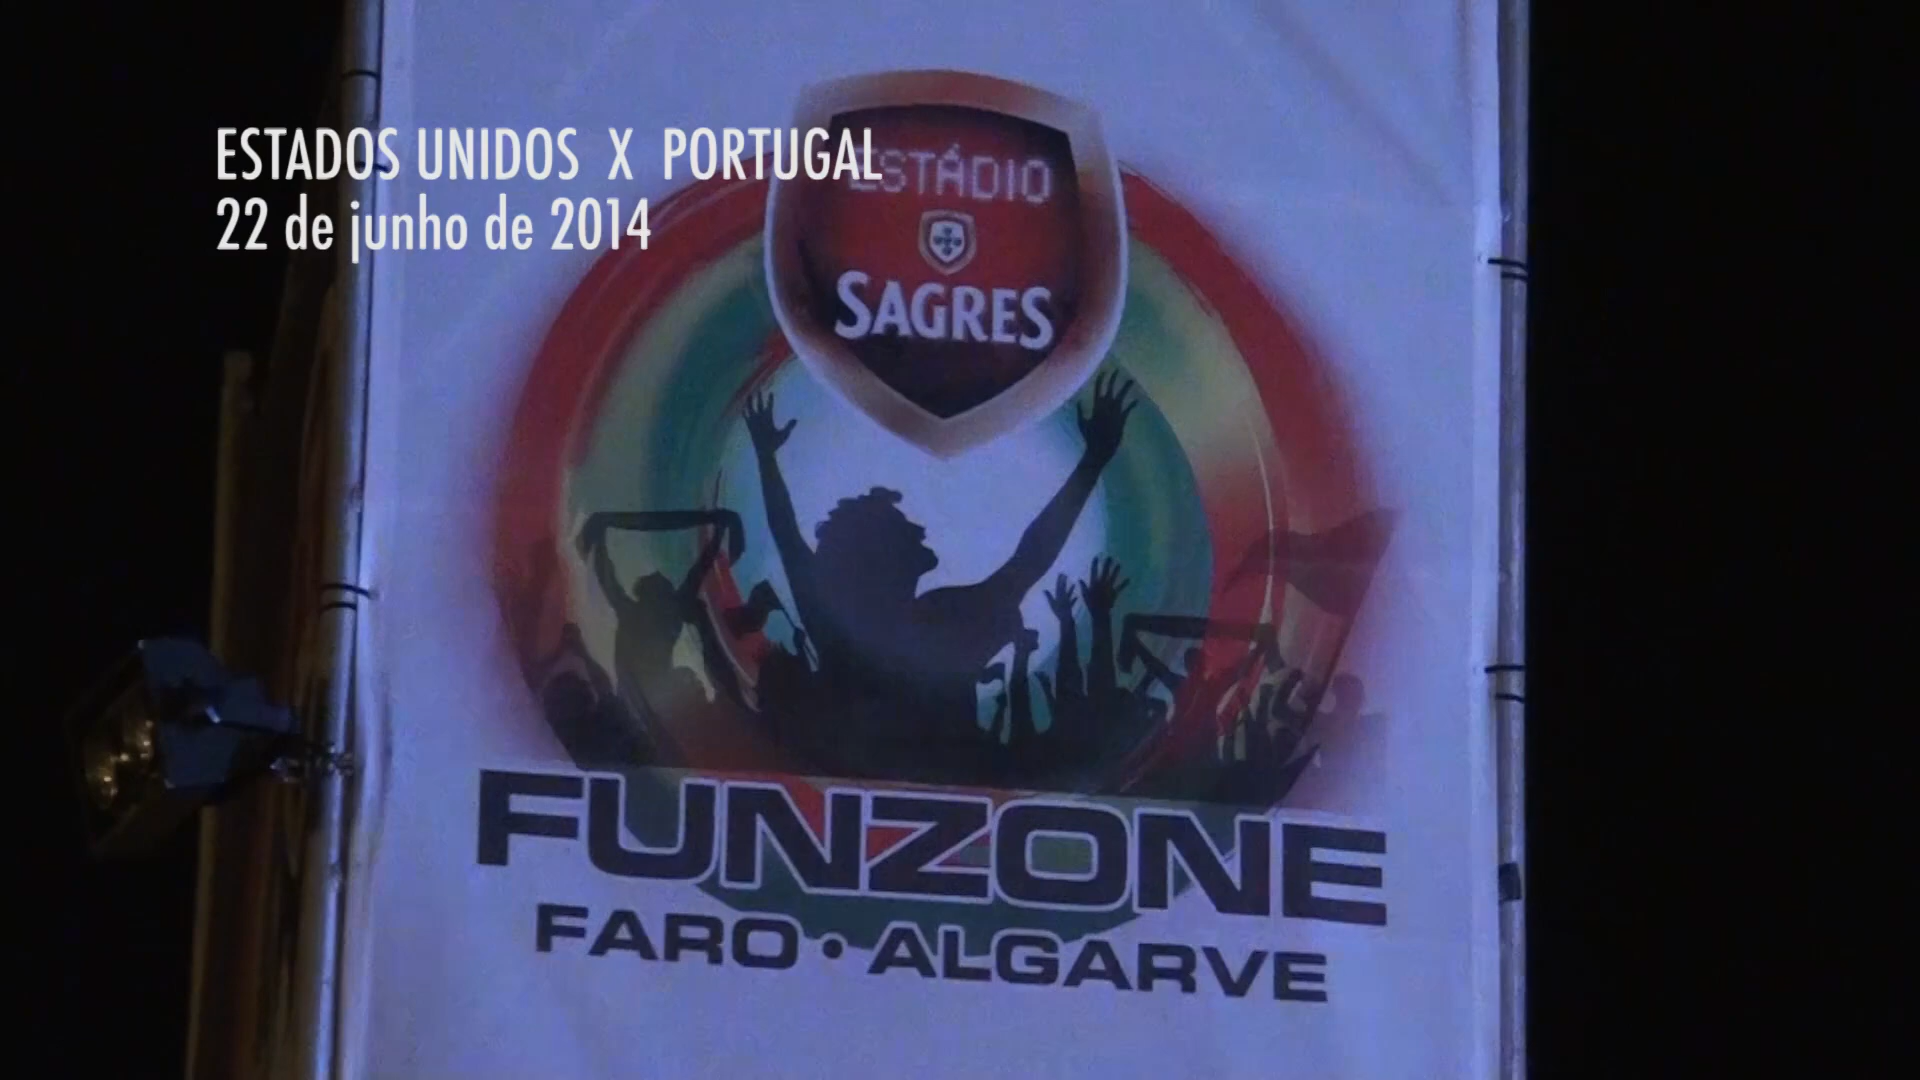 ESTADOS UNIDOS X PORTUGAL
22 de junho de 2014
ESTÁDIO
SAGRES
FUNZONE
FARO • ALGARVE